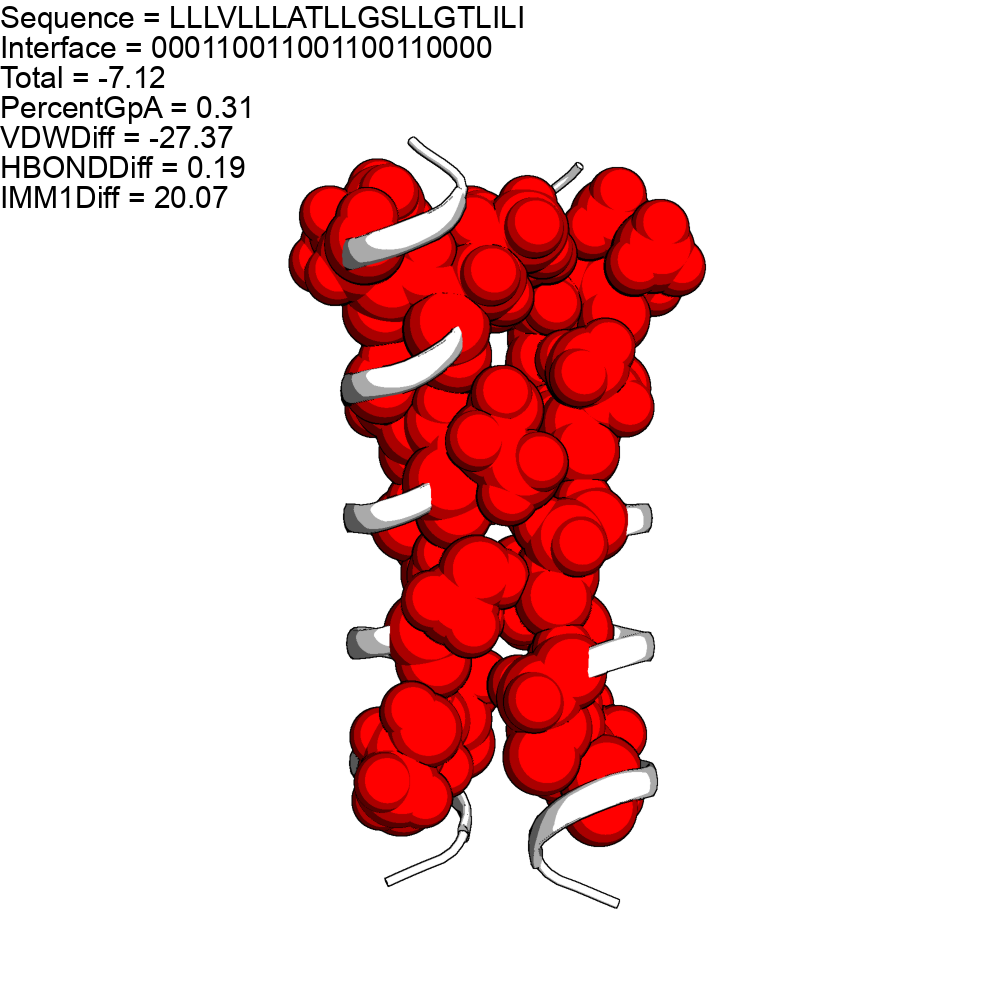 Sequence = LLLVLLLATLLGSLLGTLILI
Interface = 000110011001100110000
Total = -7.12
PercentGpA = 0.31
VDWDiff = -27.37
HBONDDiff = 0.19
IMM1Diff = 20.07